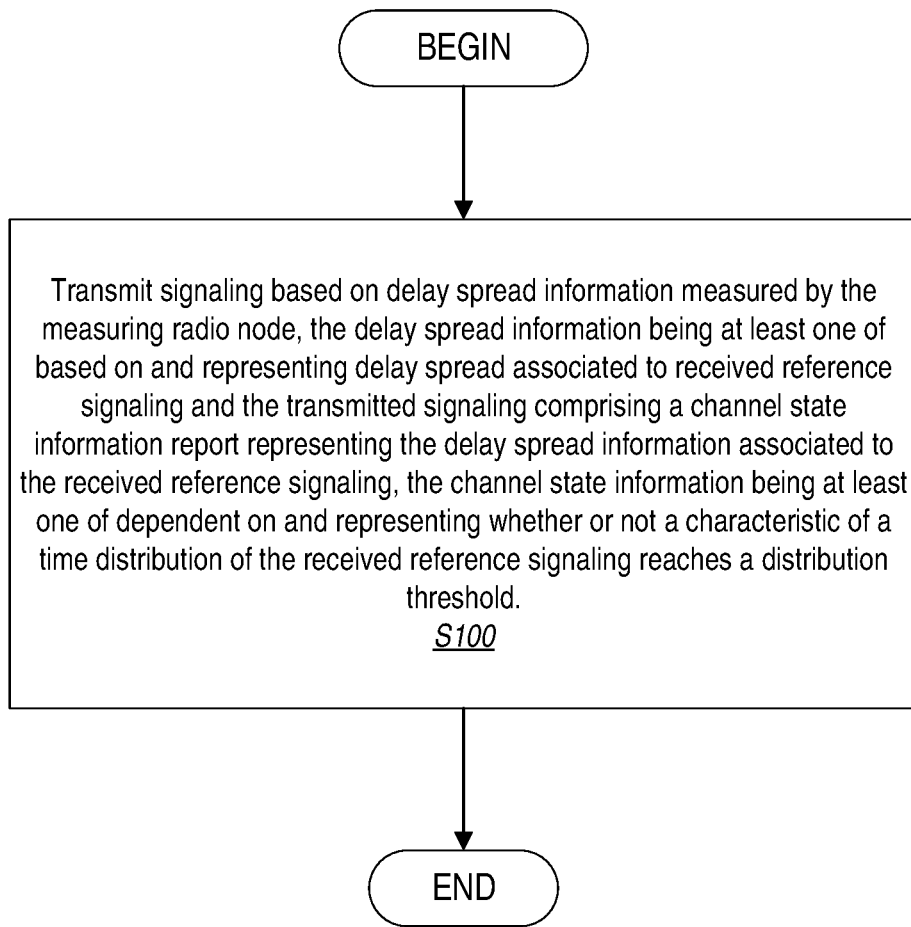 BEGIN
Transmit signaling based on delay spread information measured by the
measuring radio node, the delay spread information being at least one of
based on and representing delay spread associated to received reference
signaling and the transmitted signaling comprising a channel state
information report representing the delay spread information associated to
the received reference signaling, the channel state information being at least
one of dependent on and representing whether or not a characteristic of a
time distribution of the received reference signaling reaches a distribution
threshold.
S100
END